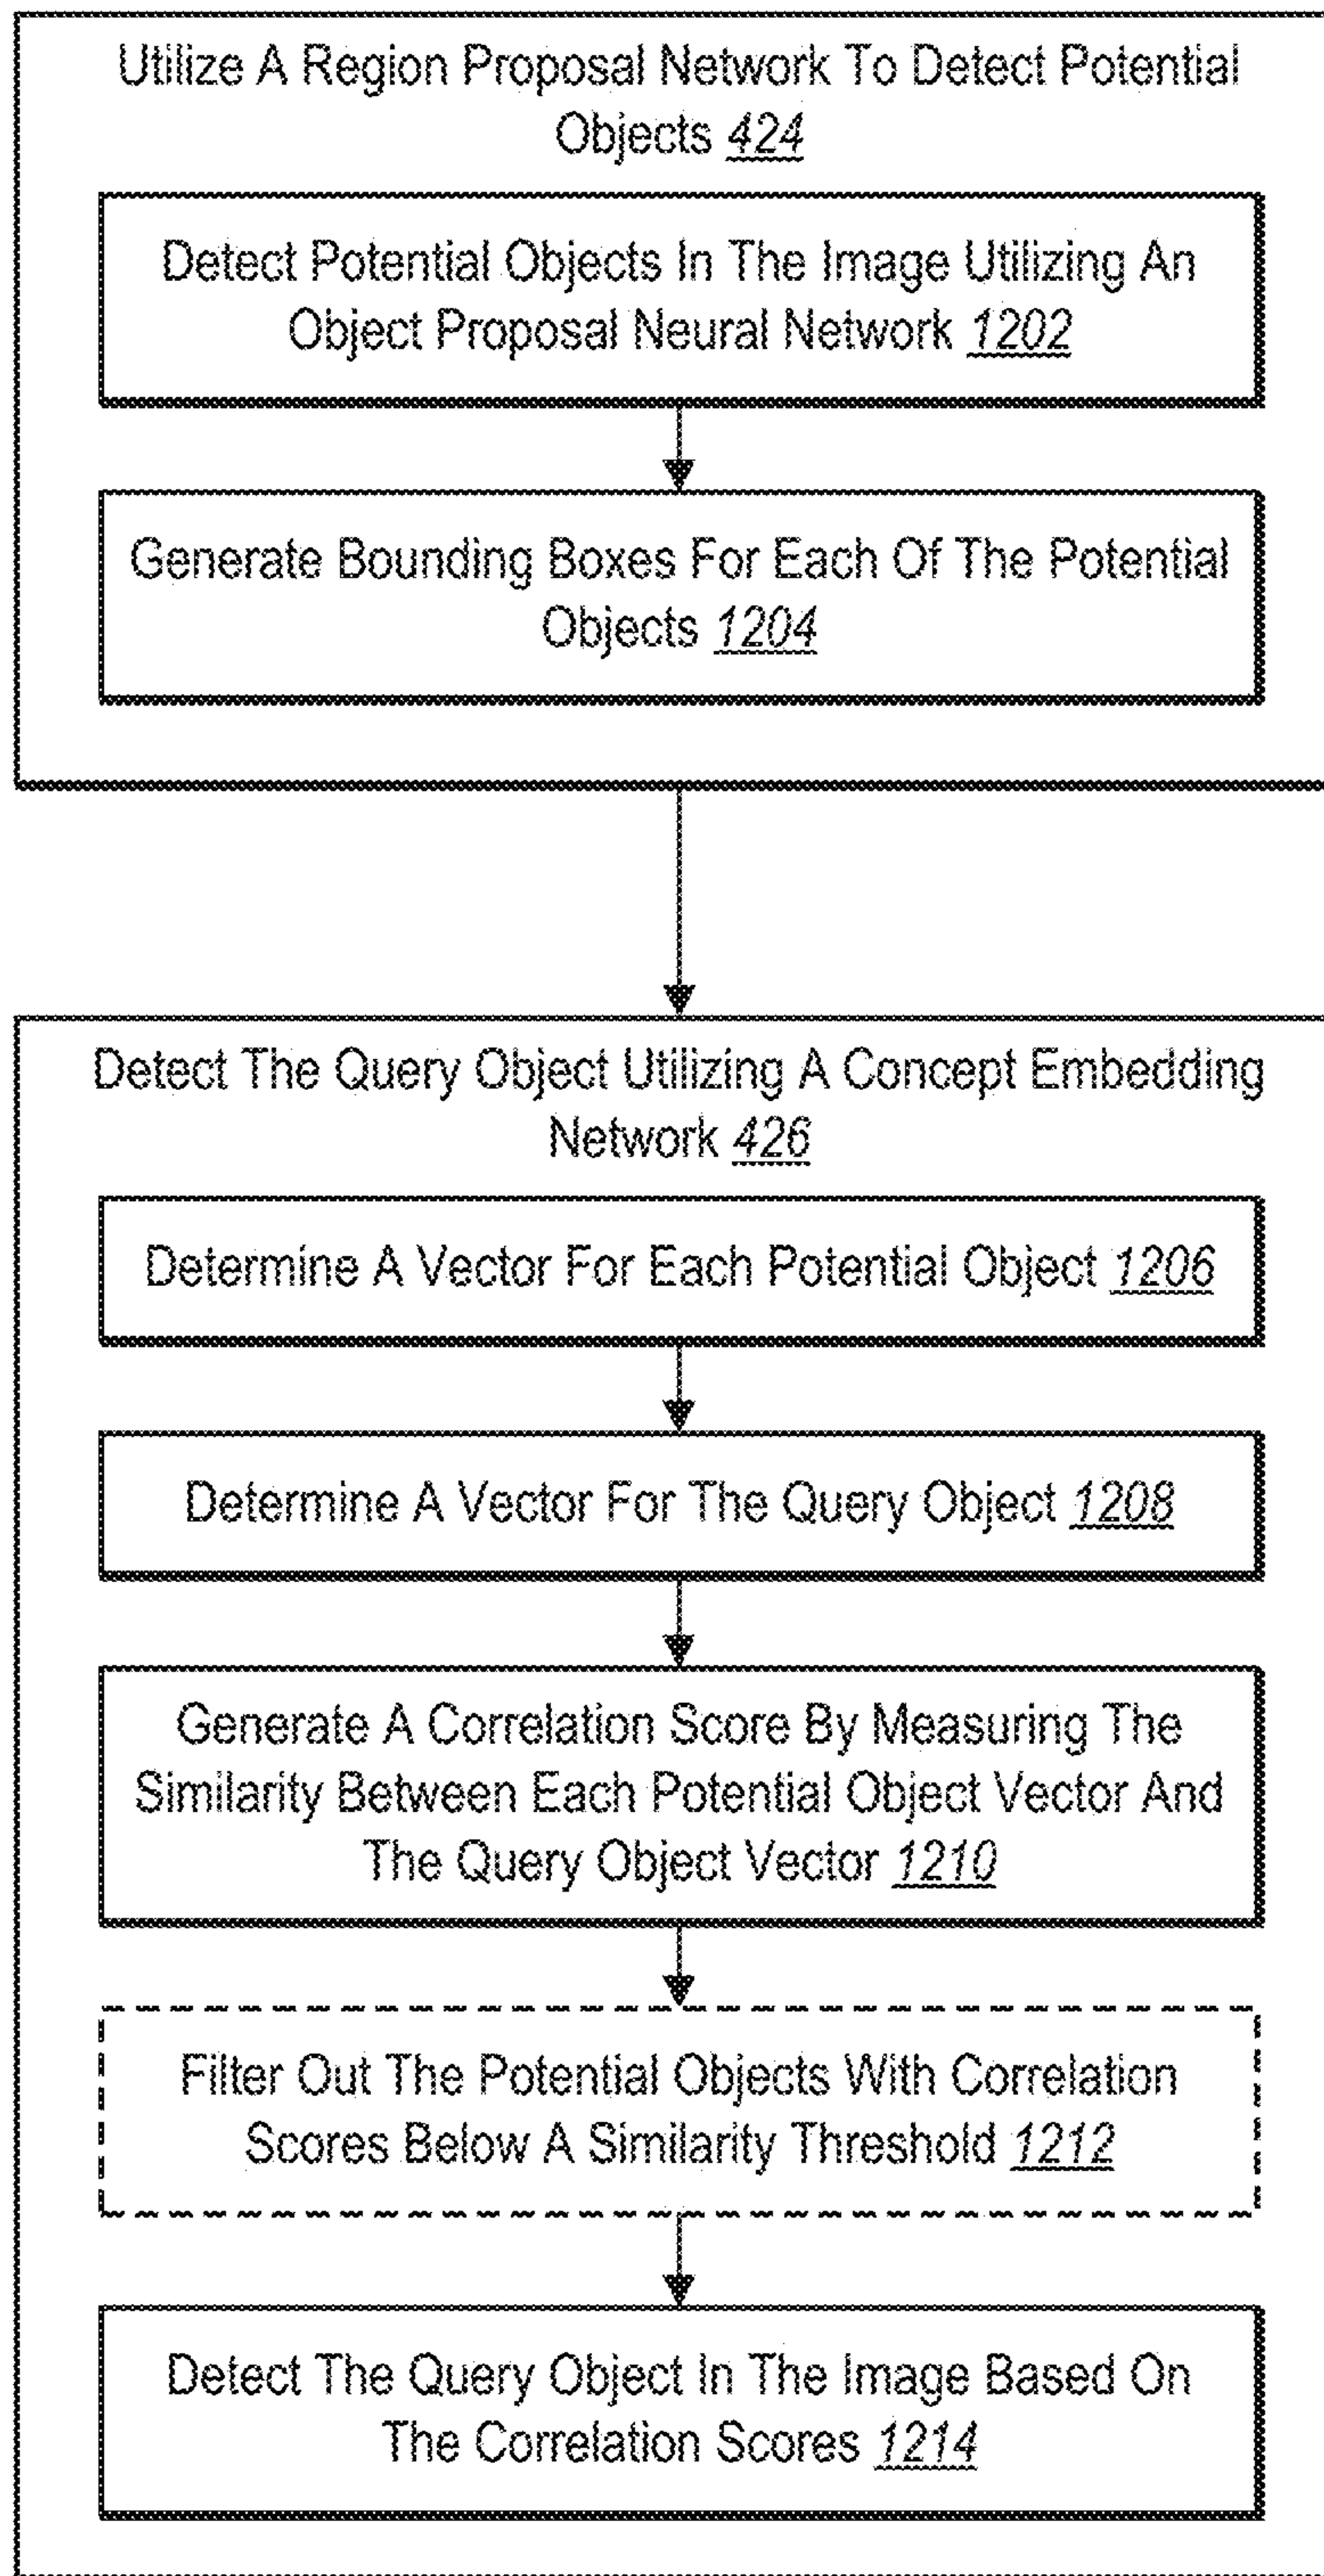 Utilize A Region Proposal Network To Detect Potential
Objects 424
Detect Potential Objects In The Image Utilizing An
Object Proposal Neural Network 1202
Generate Bounding Boxes For Each Of The Potential
Objects 1204
Detect The Query Object Utilizing A Concept Embedding
Network 426
Determine A Vector For Each Potential Object 1206
Determine A Vector For The Query Object 1208
Generate A Correlation Score By Measuring The
Similarity Between Each Potential Object Vector And
The Query Object Vector 1210
Filter Out The Potential Objects With Correlation
Scores Below A Similarity Threshold 1212
Detect The Query Object In The Image Based On
The Correlation Scores 1214